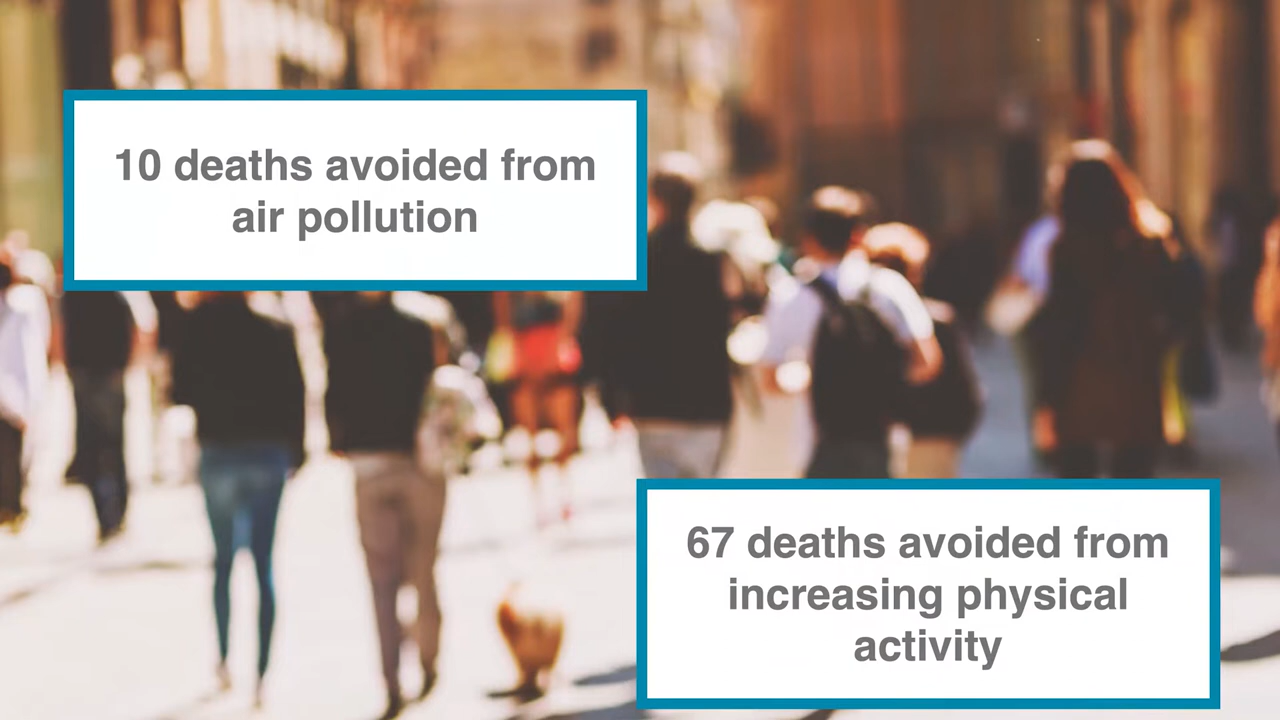 10 deaths avoided from
air pollution
67 deaths avoided from
increasing physical
activity